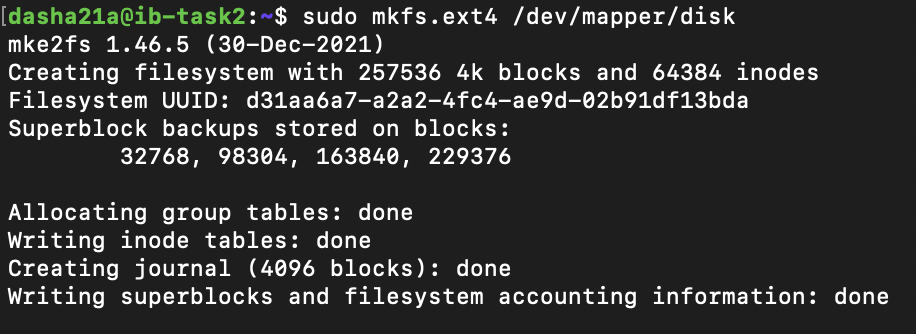 [dasha21a@ib-task2:~$ sudo mkfs.ext4 /dev/mapper/disk
mke2fs 1.46.5 (30-Dec-2021)
Creating filesystem with 257536 4k blocks and 64384 inodes
Filesystem UUID: d31aa6a7-a2a2-4fc4-ae9d-02b91df13bda
Superblock backups stored on blocks:
        32768, 98304, 163840, 229376

Allocating group tables: done
Writing inode tables: done
Creating journal (4096 blocks): done
Writing superblocks and filesystem accounting information: done